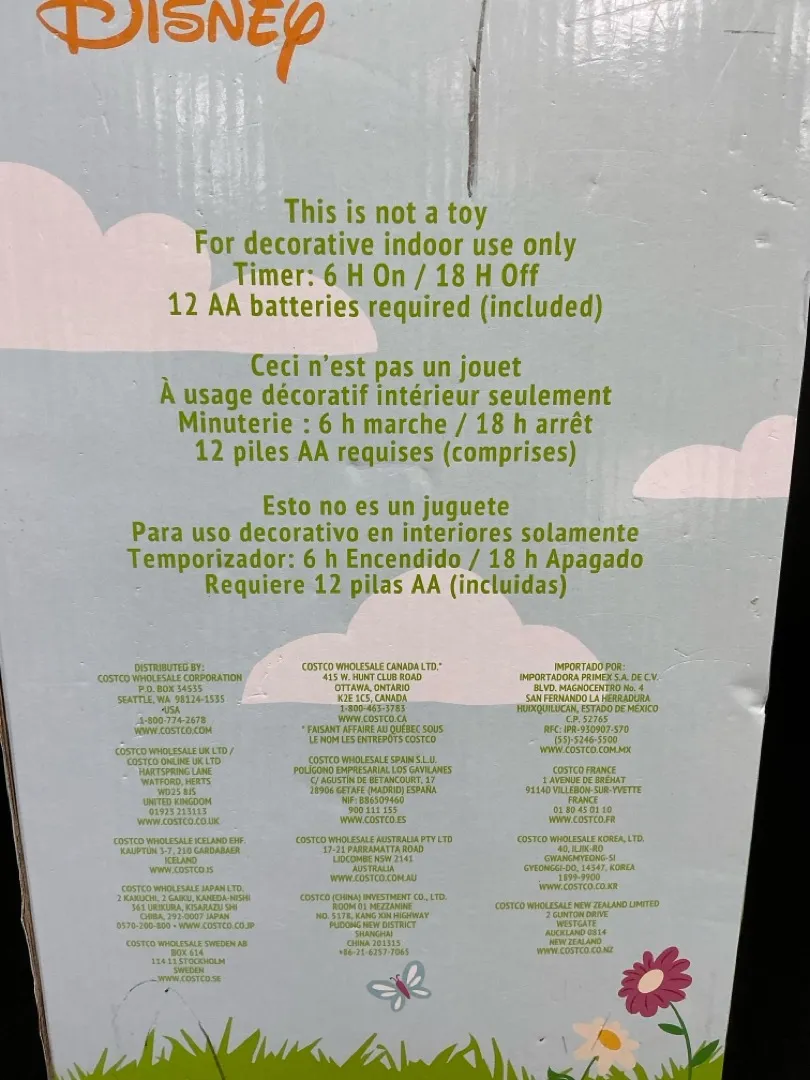 DISNEY
This is not a toy
For decorative indoor use only
Timer: 6 H On / 18 H Off
12 AA batteries required (included)
Ceci n'est pas un jouet
À usage décoratif intérieur seulement
Minuterie : 6 h marche / 18 h arrêt
12 piles AA requises (comprises)
Esto no es un juguete
Para uso decorativo en interiores solamente
Temporizador: 6 h Encendido / 18 h Apagado
Requiere 12 pilas AA (incluidas)
DISTRIBUTED BY:
COSTCO WHOLESALE CORPORATION
P.O. BOX 34535
SEATTLE, WA 98124-1535
USA
1-800-774-2678
WWW.COSTCO.COM
COSTCO WHOLESALE UK LTD /
COSTCO ONLINE UK LTD
HARTSPRING LANE
WATFORD, HERTS
WD25 8JS
UNITED KINGDOM
01923 213113
WWW.COSTCO.CO.UK
COSTCO WHOLESALE ICELAND EHF.
KAUPTÚN 3-7, 210 GARDABAER
ICELAND
WWW.COSTCO.IS
COSTCO WHOLESALE JAPAN LTD.
2 KAKUCHI, 2 GAIKU, KANEDA-NISHI
361 URIKURA, KISARAZU SHI
CHIBA, 292-0007 JAPAN
0570-200-800 • WWW.COSTCO.CO.JP
COSTCO WHOLESALE SWEDEN AB
BOX 614
114 11 STOCKHOLM
SWEDEN
WWW.COSTCO.SE
COSTCO WHOLESALE CANADA LTD.*
415 W. HUNT CLUB ROAD
OTTAWA, ONTARIO
K2E 1C5, CANADA
1-800-463-3783
WWW.COSTCO.CA
* FAISANT AFFAIRE AU QUÉBEC SOUS
LE NOM LES ENTREPÔTS COSTCO
COSTCO WHOLESALE SPAIN S.L.U.
POLÍGONO EMPRESARIAL LOS GAVILANES
C/ AGUSTÍN DE BETANCOURT, 17
28906 GETAFE (MADRID) ESPAÑA
NIF: B86509460
900 111 155
WWW.COSTCO.ES
COSTCO WHOLESALE AUSTRALIA PTY LTD
17-21 PARRAMATTA ROAD
LIDCOMBE NSW 2141
AUSTRALIA
WWW.COSTCO.COM.AU
COSTCO (CHINA) INVESTMENT CO., LTD.
ROOM 01 MEZZANINE
NO. 5178, KANG XIN HIGHWAY
PUDONG NEW DISTRICT
SHANGHAI
CHINA 201315
+86-21-6257-7065
IMPORTADO POR:
IMPORTADORA PRIMEX S.A. DE C.V.
BLVD. MAGNOCENTRO No. 4
SAN FERNANDO LA HERRADURA
HUIXQUILUCAN, ESTADO DE MÉXICO
C.P. 52765
RFC: IPR-930907-S70
(55)-5246-5500
WWW.COSTCO.COM.MX
COSTCO FRANCE
1 AVENUE DE BRÉHAT
91140 VILLEBON-SUR-YVETTE
FRANCE
01 80 45 01 10
WWW.COSTCO.FR
COSTCO WHOLESALE KOREA, LTD.
40, ILJIK-RO
GWANGMYEONG-SI
GYEONGGI-DO, 14347, KOREA
1899-9900
WWW.COSTCO.CO.KR
COSTCO WHOLESALE NEW ZEALAND LIMITED
2 GUNTON DRIVE
WESTGATE
AUCKLAND 0814
NEW ZEALAND
WWW.COSTCO.CO.NZ